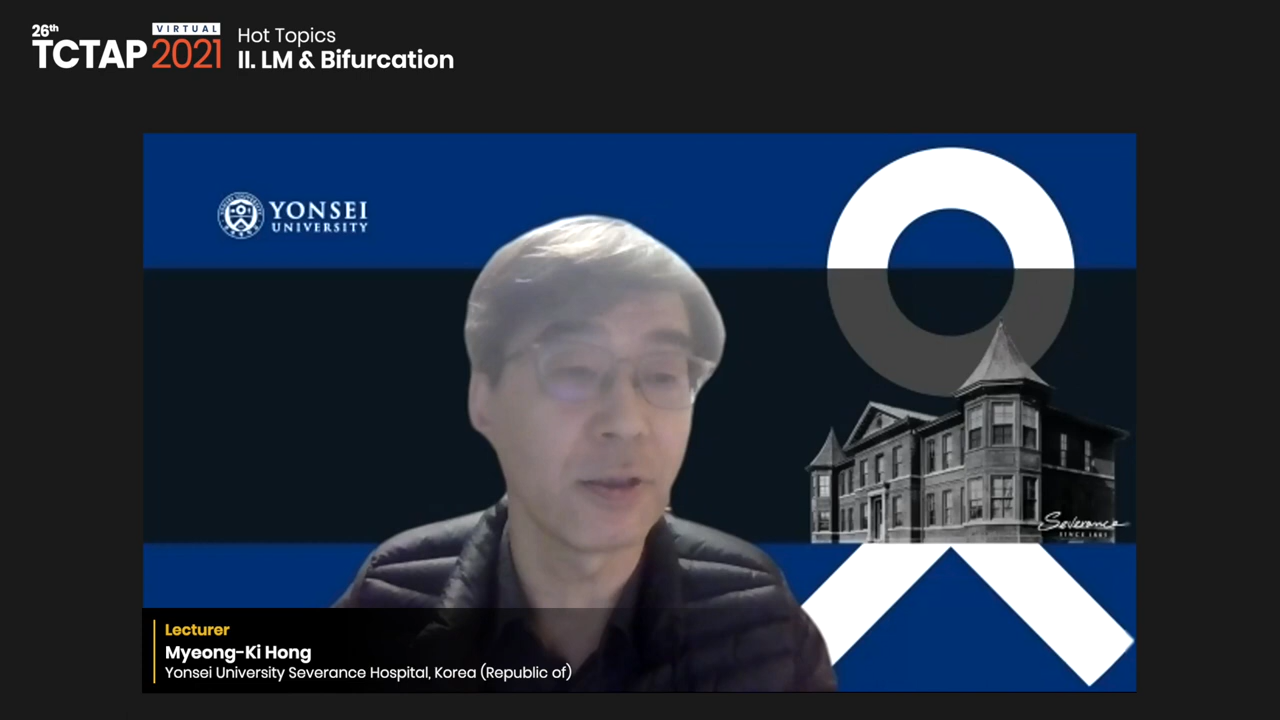 26th
VIRTUAL
TCTAP 2021
Hot Topics
II. LM & Bifurcation
YONSEI
UNIVERSITY
Severance
Lecturer
Myeong-Ki Hong
Yonsei University Severance Hospital, Korea (Republic of)